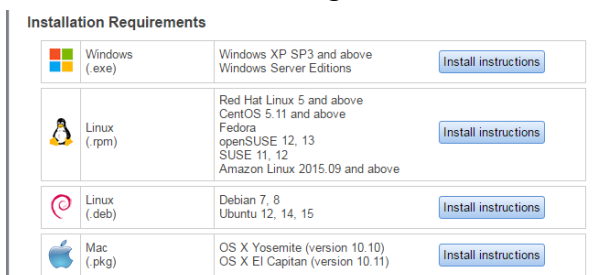 Installation Requirements
Windows
(.exe)
Windows XP SP3 and above
Windows Server Editions
Install instructions
Linux
(.rpm)
Red Hat Linux 5 and above
CentOS 5.11 and above
Fedora
openSUSE 12, 13
SUSE 11, 12
Amazon Linux 2015.09 and above
Install instructions
Linux
(.deb)
Debian 7, 8
Ubuntu 12, 14, 15
Install instructions
Mac
(.pkg)
OS X Yosemite (version 10.10)
OS X El Capitan (version 10.11)
Install instructions